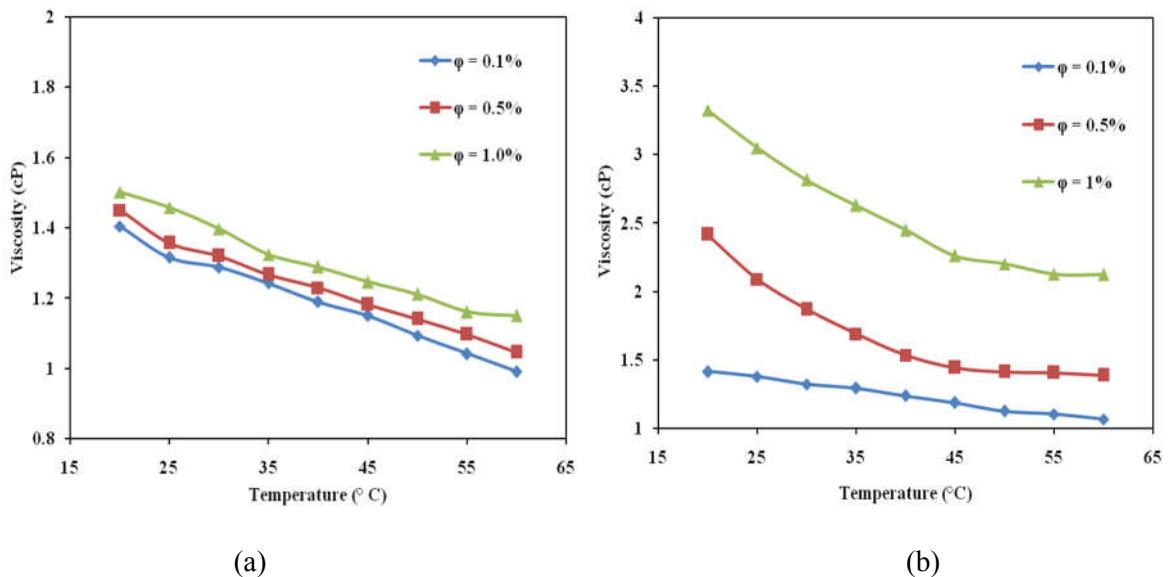 2
1.8
1.6
1.4
1.2
1
0.8
Viscosity (cP)
φ = 0.1%
φ = 0.5%
φ = 1.0%
15 25 35 45 55 65
Temperature (° C)
(a)
4
3.5
3
2.5
2
1.5
1
Viscosity (cP)
φ = 0.1%
φ = 0.5%
φ = 1%
15 25 35 45 55 65
Temperature (°C)
(b)